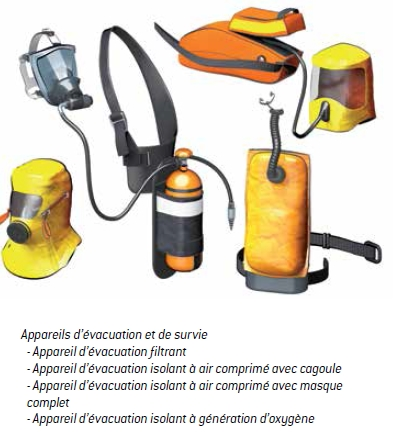 Appareils d'évacuation et de survie
- Appareil d'évacuation filtrant
- Appareil d'évacuation isolant à air comprimé avec cagoule
- Appareil d'évacuation isolant à air comprimé avec masque
complet
- Appareil d'évacuation isolant à génération d'oxygène